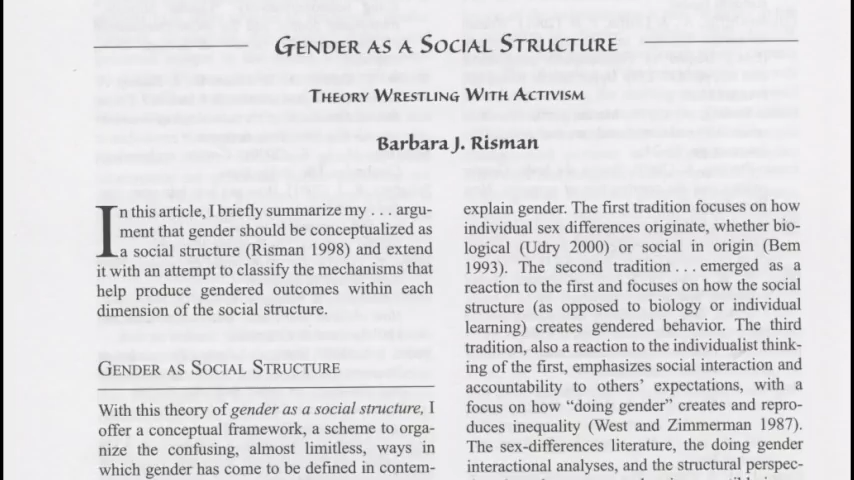 GENDER AS A SOCIAL STRUCTURE
THEORY WRESTLING WITH ACTIVISM
Barbara J. Risman
In this article, I briefly summarize my . . . argu-
ment that gender should be conceptualized as
a social structure (Risman 1998) and extend
it with an attempt to classify the mechanisms that
help produce gendered outcomes within each
dimension of the social structure.
GENDER AS SOCIAL STRUCTURE
With this theory of gender as a social structure, I
offer a conceptual framework, a scheme to orga-
nize the confusing, almost limitless, ways in
which gender has come to be defined in contem-
explain gender. The first tradition focuses on how
individual sex differences originate, whether bio-
logical (Udry 2000) or social in origin (Bem
1993). The second tradition . . . emerged as a
reaction to the first and focuses on how the social
structure (as opposed to biology or individual
learning) creates gendered behavior. The third
tradition, also a reaction to the individualist think-
ing of the first, emphasizes social interaction and
accountability to others' expectations, with a
focus on how “doing gender” creates and repro-
duces inequality (West and Zimmerman 1987).
The sex-differences literature, the doing gender
interactional analyses, and the structural perspec-